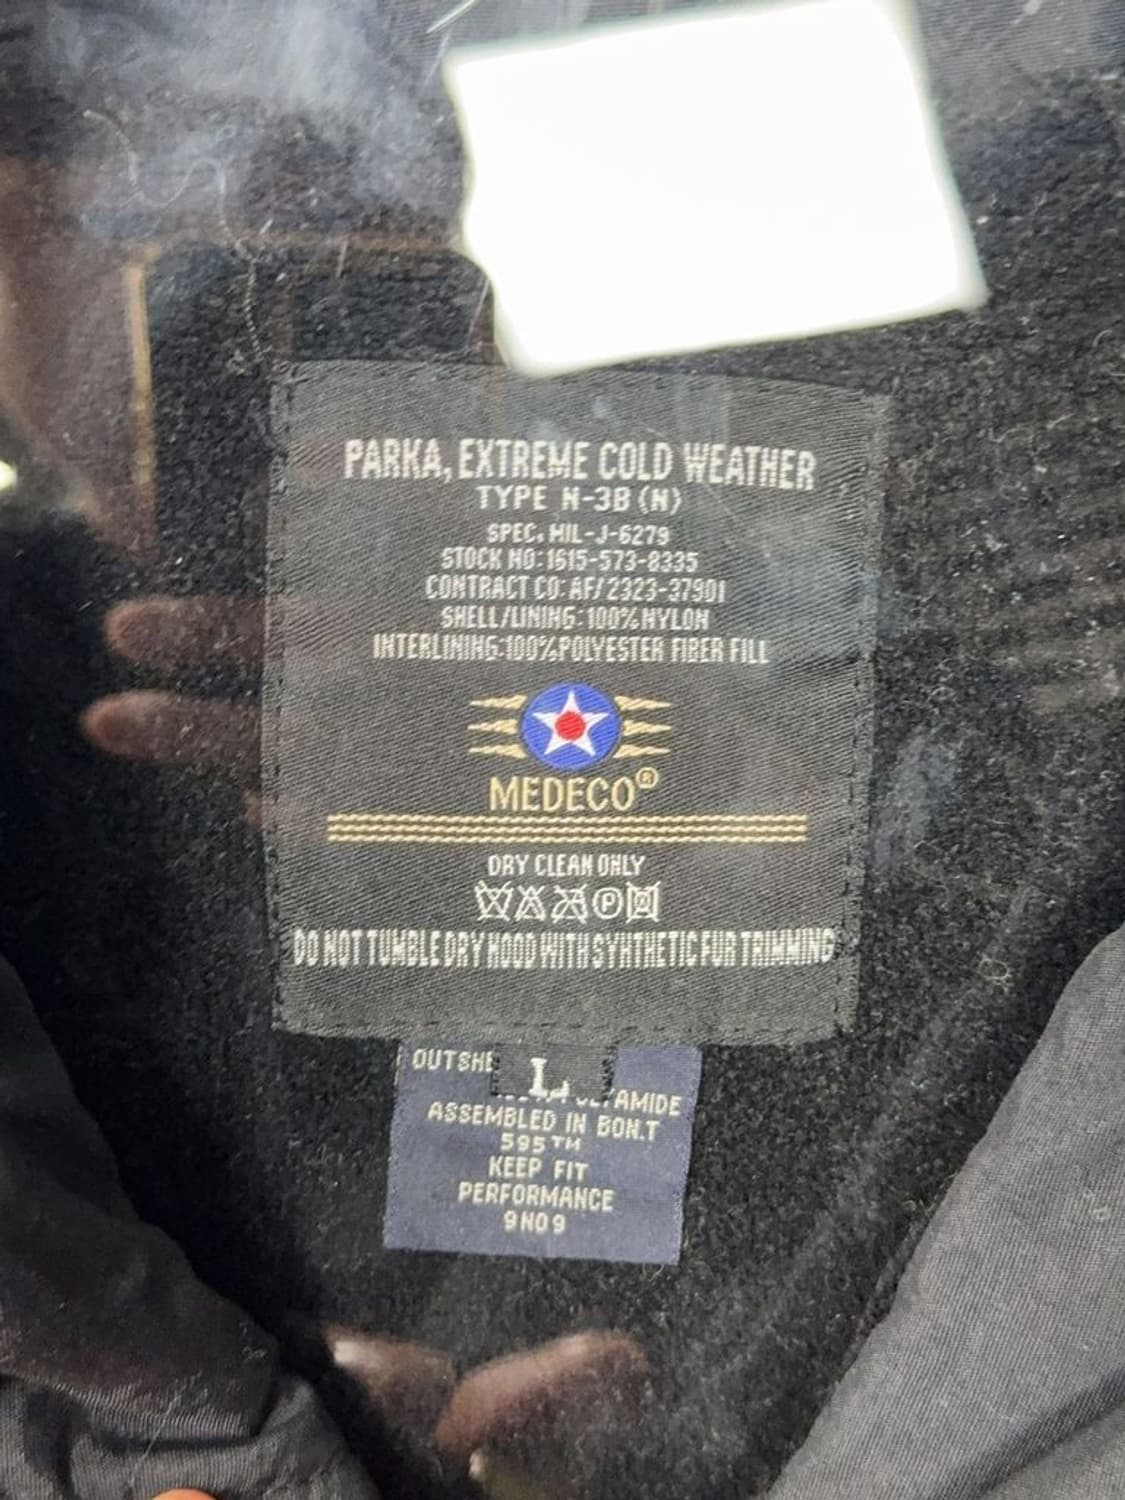 PARKA, EXTREME COLD WEATHER
TYPE N-3B (N)
SPEC. MIL-J-6279
STOCK NO: 1615-573-8335
CONTRACT CO: AF/2323-37901
SHELL/LINING: 100% NYLON
INTERLINING: 100% POLYESTER FIBER FILL
MEDECO®
DRY CLEAN ONLY
P
DO NOT TUMBLE DRY HOOD WITH SYNTHETIC FUR TRIMMING
L
ASSEMBLED IN BON.T
595TH
KEEP FIT
PERFORMANCE
9N09